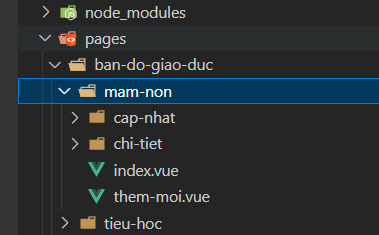 node_modules
pages
ban-do-giao-duc
mam-non
cap-nhat
chi-tiet
index.vue
them-moi.vue
tieu-hoc